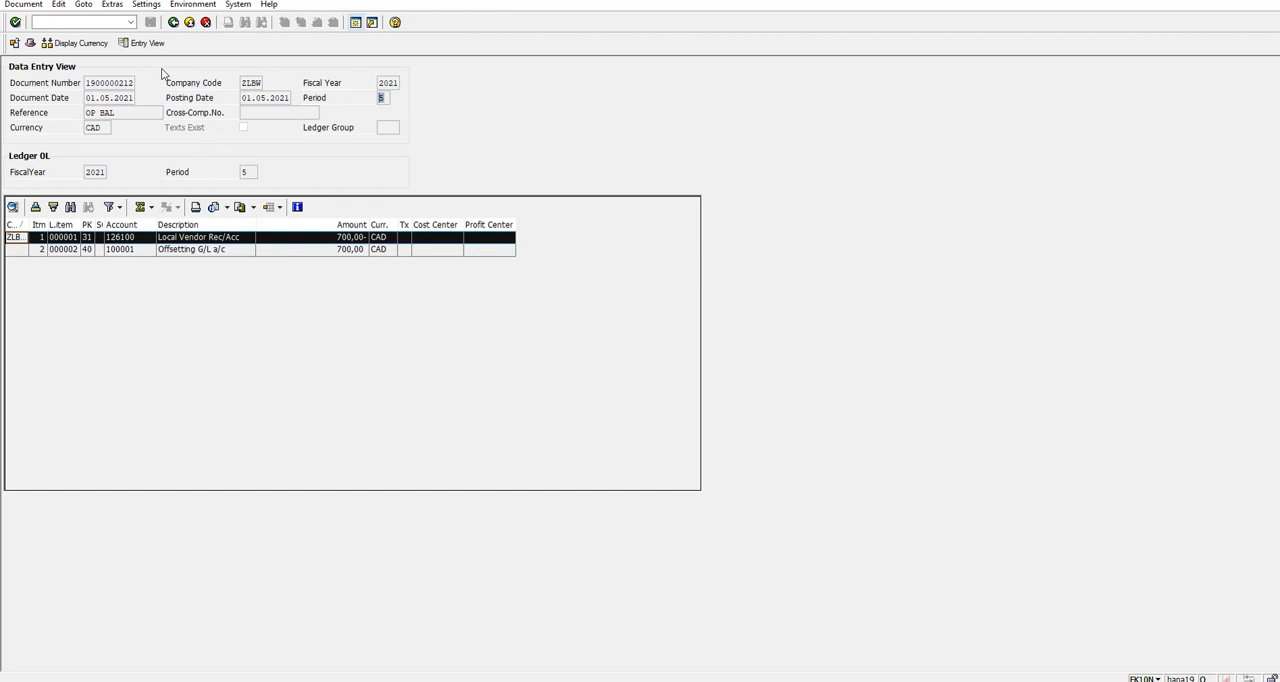 Document Edit Goto Extras Settings Environment System Help
Display Currency Entry View
Data Entry View
Document Number 1900000212 Company Code ZLBW Fiscal Year 2021
Document Date 01.05.2021 Posting Date 01.05.2021 Period 5
Reference OP BAL Cross-Comp.No.
Currency CAD Texts Exist Ledger Group
Ledger 0L
FiscalYear 2021 Period 5
C.. Itm L.item PK Account Description Amount Curr. Tx Cost Center Profit Center
ZLB... 1 000001 31 126100 Local Vendor Rec/Acc 700,00- CAD
2 000002 40 100001 Offsetting G/L a/c 700,00 CAD
FK10N hana19